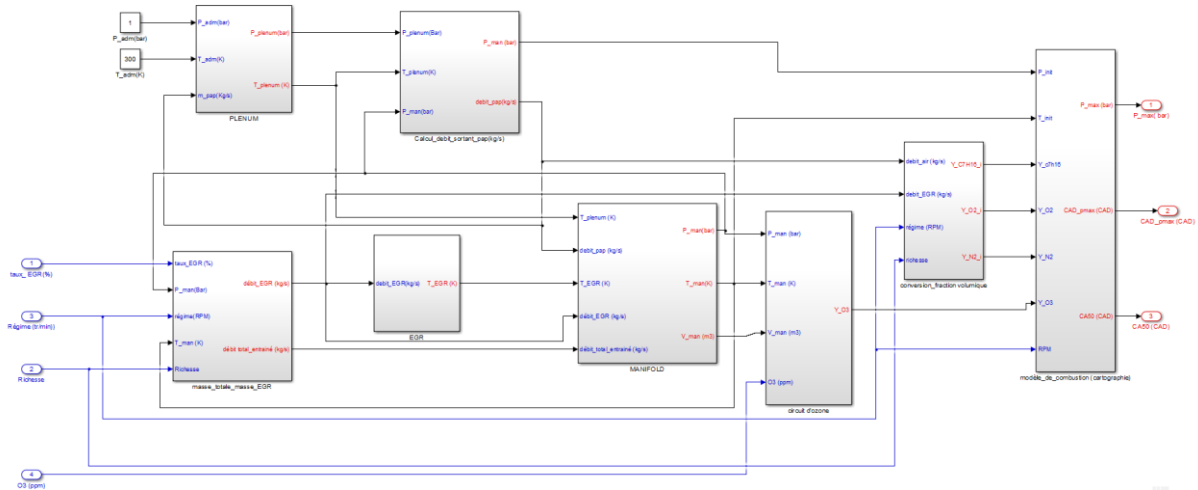 1
P_adm(bar)
300
T_adm(K)
P_adm(bar)
T_adm(K)
m_pap(Kg/s)
P_plenum(bar)
T_plenum (K)
PLENUM
P_plenum(Bar)
T_plenum(K)
P_man(bar)
P_men (bar)
debit_pap(kg/s)
Calcul_debit_sortant_pap(kg/s)
1
taux_ EGR(%)
3
Régime(tr/min))
2
Richesse
4
O3 (ppm)
taux_EGR (%)
P_man(Bar)
régime(RPM)
T_man (K)
Richesse
débit_EGR (kg/s)
débit total_entrainé (kg/s)
masse_totale_masse_EGR
debit_EGR(kg/s)
T_EGR (K)
EGR
T_plenum (K)
debit_pap (kg/s)
T_EGR (K)
débit_EGR (kg/s)
débit_total_entrainé (kg/s)
P_man(bar)
T_man(K)
V_man (m3)
MANIFOLD
P_man (bar)
T_man (K)
V_man (m3)
O3 (ppm)
Y_O3
circuit d'ozone
debit_air (kg/s)
debit_EGR (kg/s)
régime (RPM)
richesse
Y_C7H16_i
Y_O2_i
Y_N2_i
conversion_fraction volumique
P_init
T_init
Y_c7h16
Y_O2
Y_N2
Y_O3
RPM
P_max (bar)
CAD_pmax (CAD)
CA50 (CAD)
modèle_de_combustion (cartographie)
1
P_max( bar)
2
CAD_pmax (CAD)
3
CA50 (CAD)